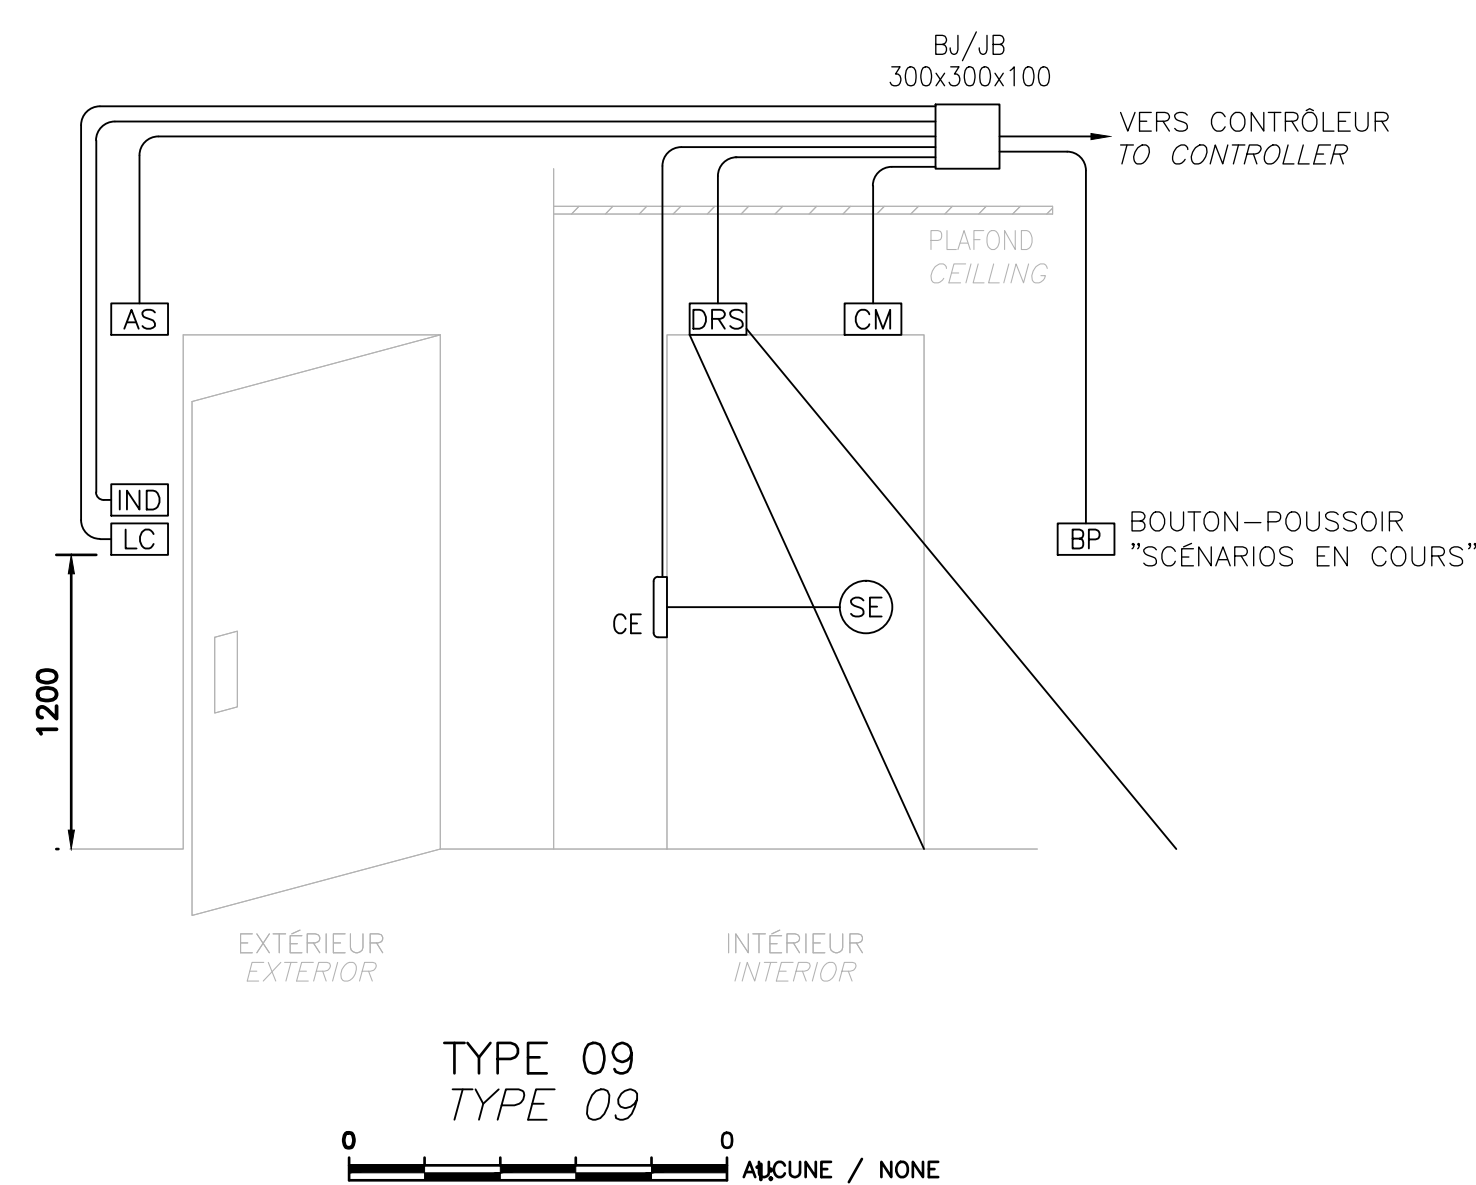 BJ/JB
300x300x100
VERS CONTRÔLEUR
TO CONTROLLER
PLAFOND
CEILLING
AS
DRS
CM
IND
LC
BP
BOUTON-POUSSOIR
"SCÉNARIOS EN COURS"
CE
SE
1200
EXTÉRIEUR
EXTERIOR
INTÉRIEUR
INTERIOR
TYPE 09
TYPE 09
0
0
AUCUNE / NONE